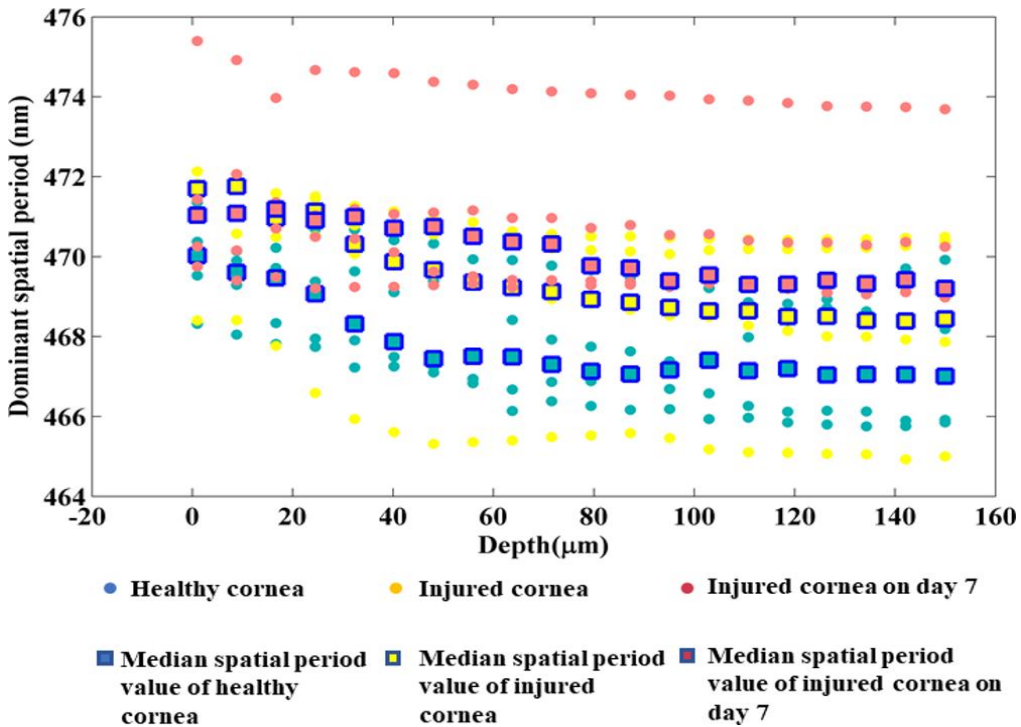 476
474
472
470
468
466
464
Dominant spatial period (nm)
-20 0 20 40 60 80 100 120 140 160
Depth(μm)
Healthy cornea Injured cornea Injured cornea on day 7
Median spatial period
value of healthy
cornea
Median spatial period
value of injured
cornea
Median spatial period
value of injured cornea on
day 7